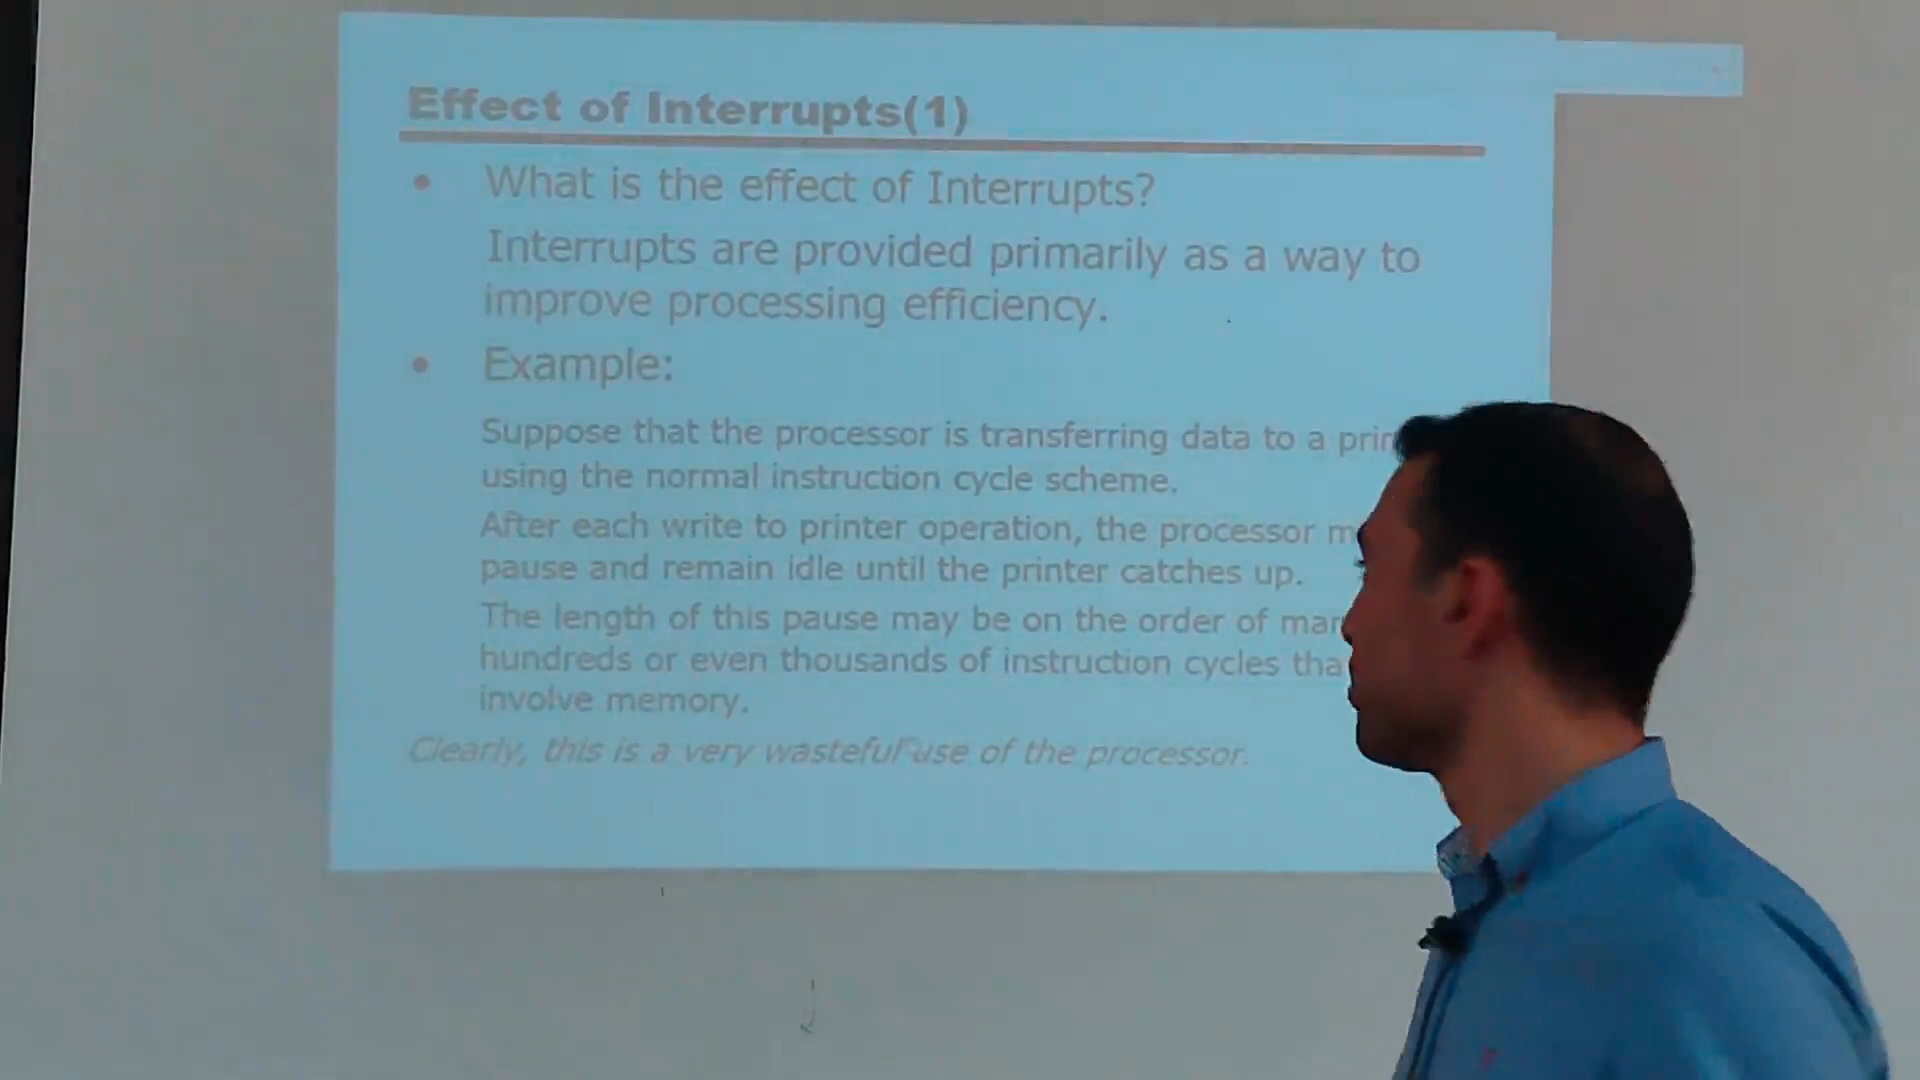 Effect of Interrupts(1)
• What is the effect of Interrupts?
Interrupts are provided primarily as a way to
improve processing efficiency.
• Example:
Suppose that the processor is transferring data to a
using the normal instruction cycle scheme.
After each write to printer operation, the processor
pause and remain idle until the printer catches up.
The length of this pause may be on the order of
hundreds or even thousands of instruction cycles
involve memory.
Clearly, this is a very wasteful use of the processor.